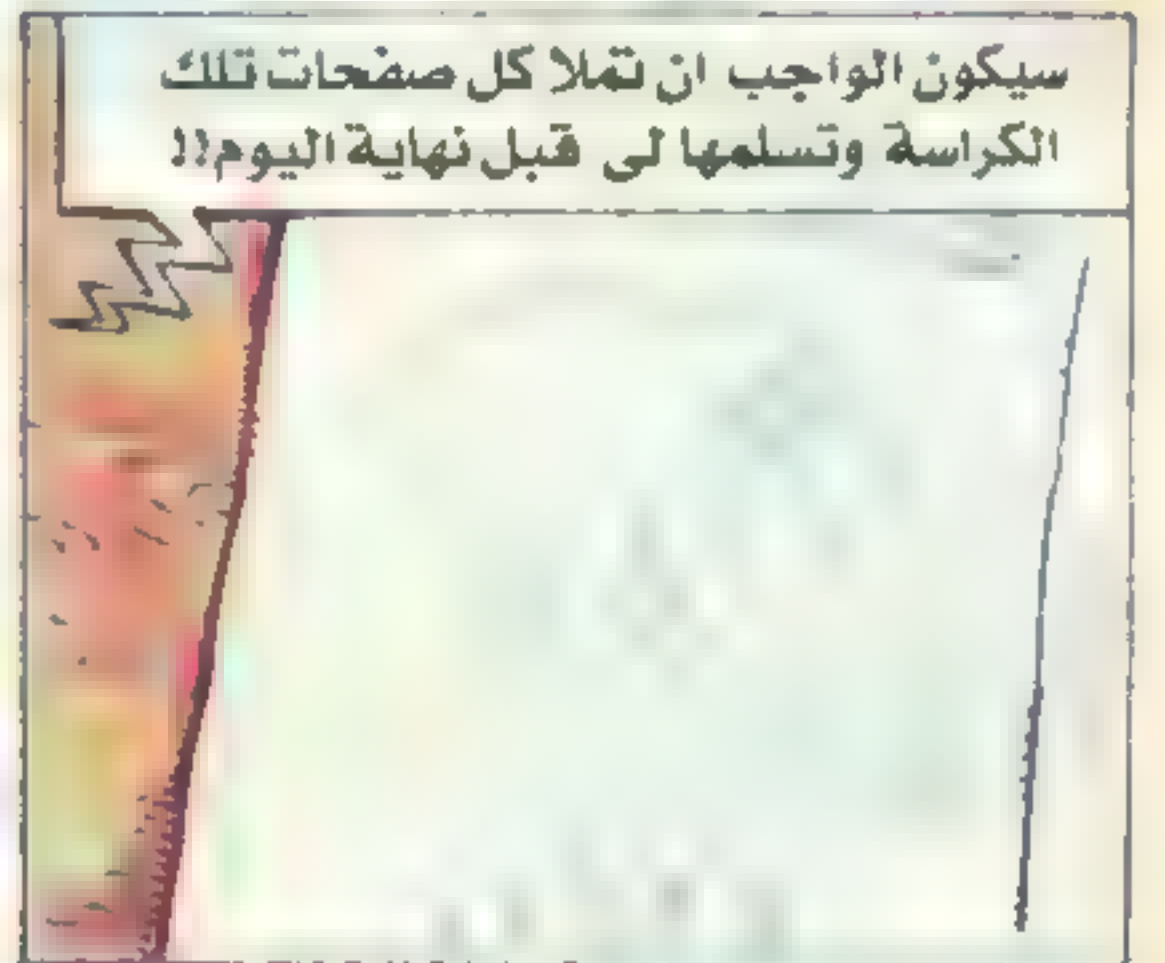 سيكون الواجب ان تملا كل صفحات تلك
الكراسة وتسلمها لى قبل نهاية اليوم!!